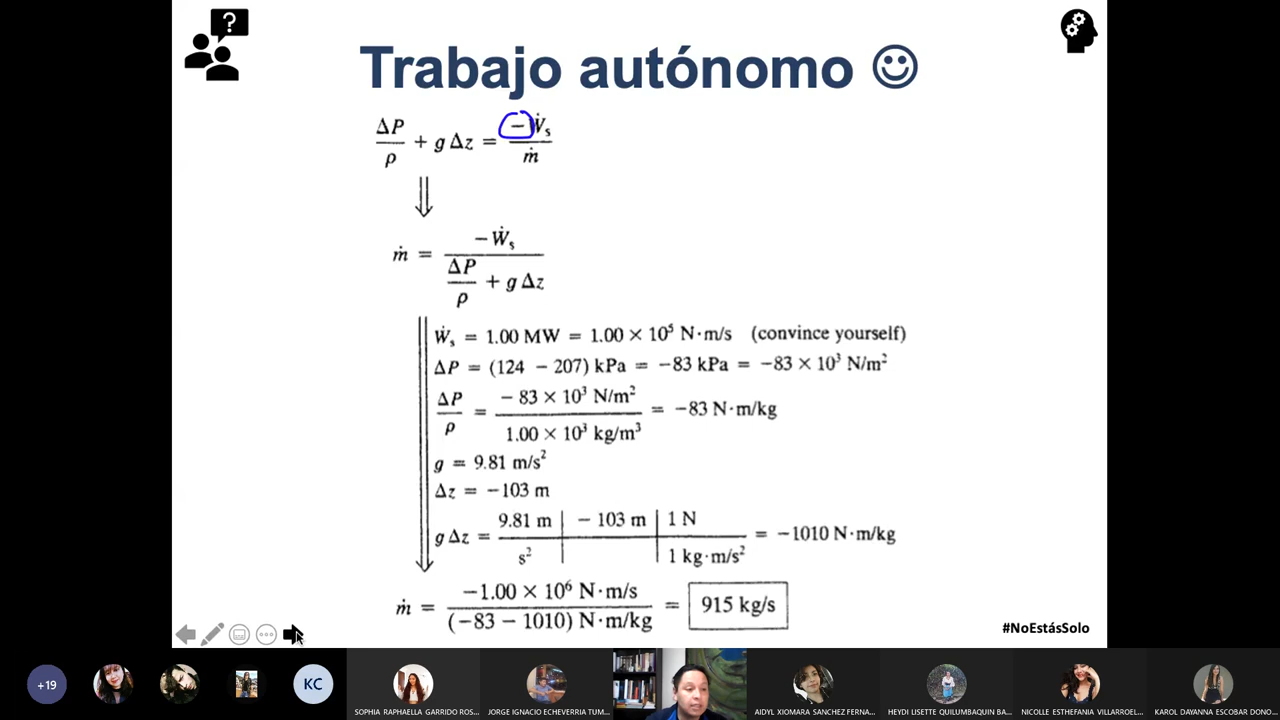 ?
Trabajo autónomo ☺
ΔP/ρ + g Δz = −Ẇs/ṁ
ṁ = −Ẇs/(ΔP/ρ + g Δz)
Ẇs = 1.00 MW = 1.00 × 10⁵ N·m/s (convince yourself)
ΔP = (124 − 207) kPa = −83 kPa = −83 × 10³ N/m²
ΔP/ρ = − 83 × 10³ N/m² / 1.00 × 10³ kg/m³ = −83 N·m/kg
g = 9.81 m/s²
Δz = −103 m
g Δz = 9.81 m / s² | − 103 m | 1 N / 1 kg·m/s² = −1010 N·m/kg
ṁ = −1.00 × 10⁶ N·m/s / (−83 − 1010) N·m/kg = 915 kg/s
#NoEstásSolo
+19
KC
SOPHIA RAPHAELLA GARRIDO ROS...
JORGE IGNACIO ECHEVERRIA TUM...
AIDYL XIOMARA SANCHEZ FERNA...
HEYDI LISETTE QUILUMBAQUIN BA...
NICOLLE ESTHEFANIA VILLARROEL...
KAROL DAYANNA ESCOBAR DONO...